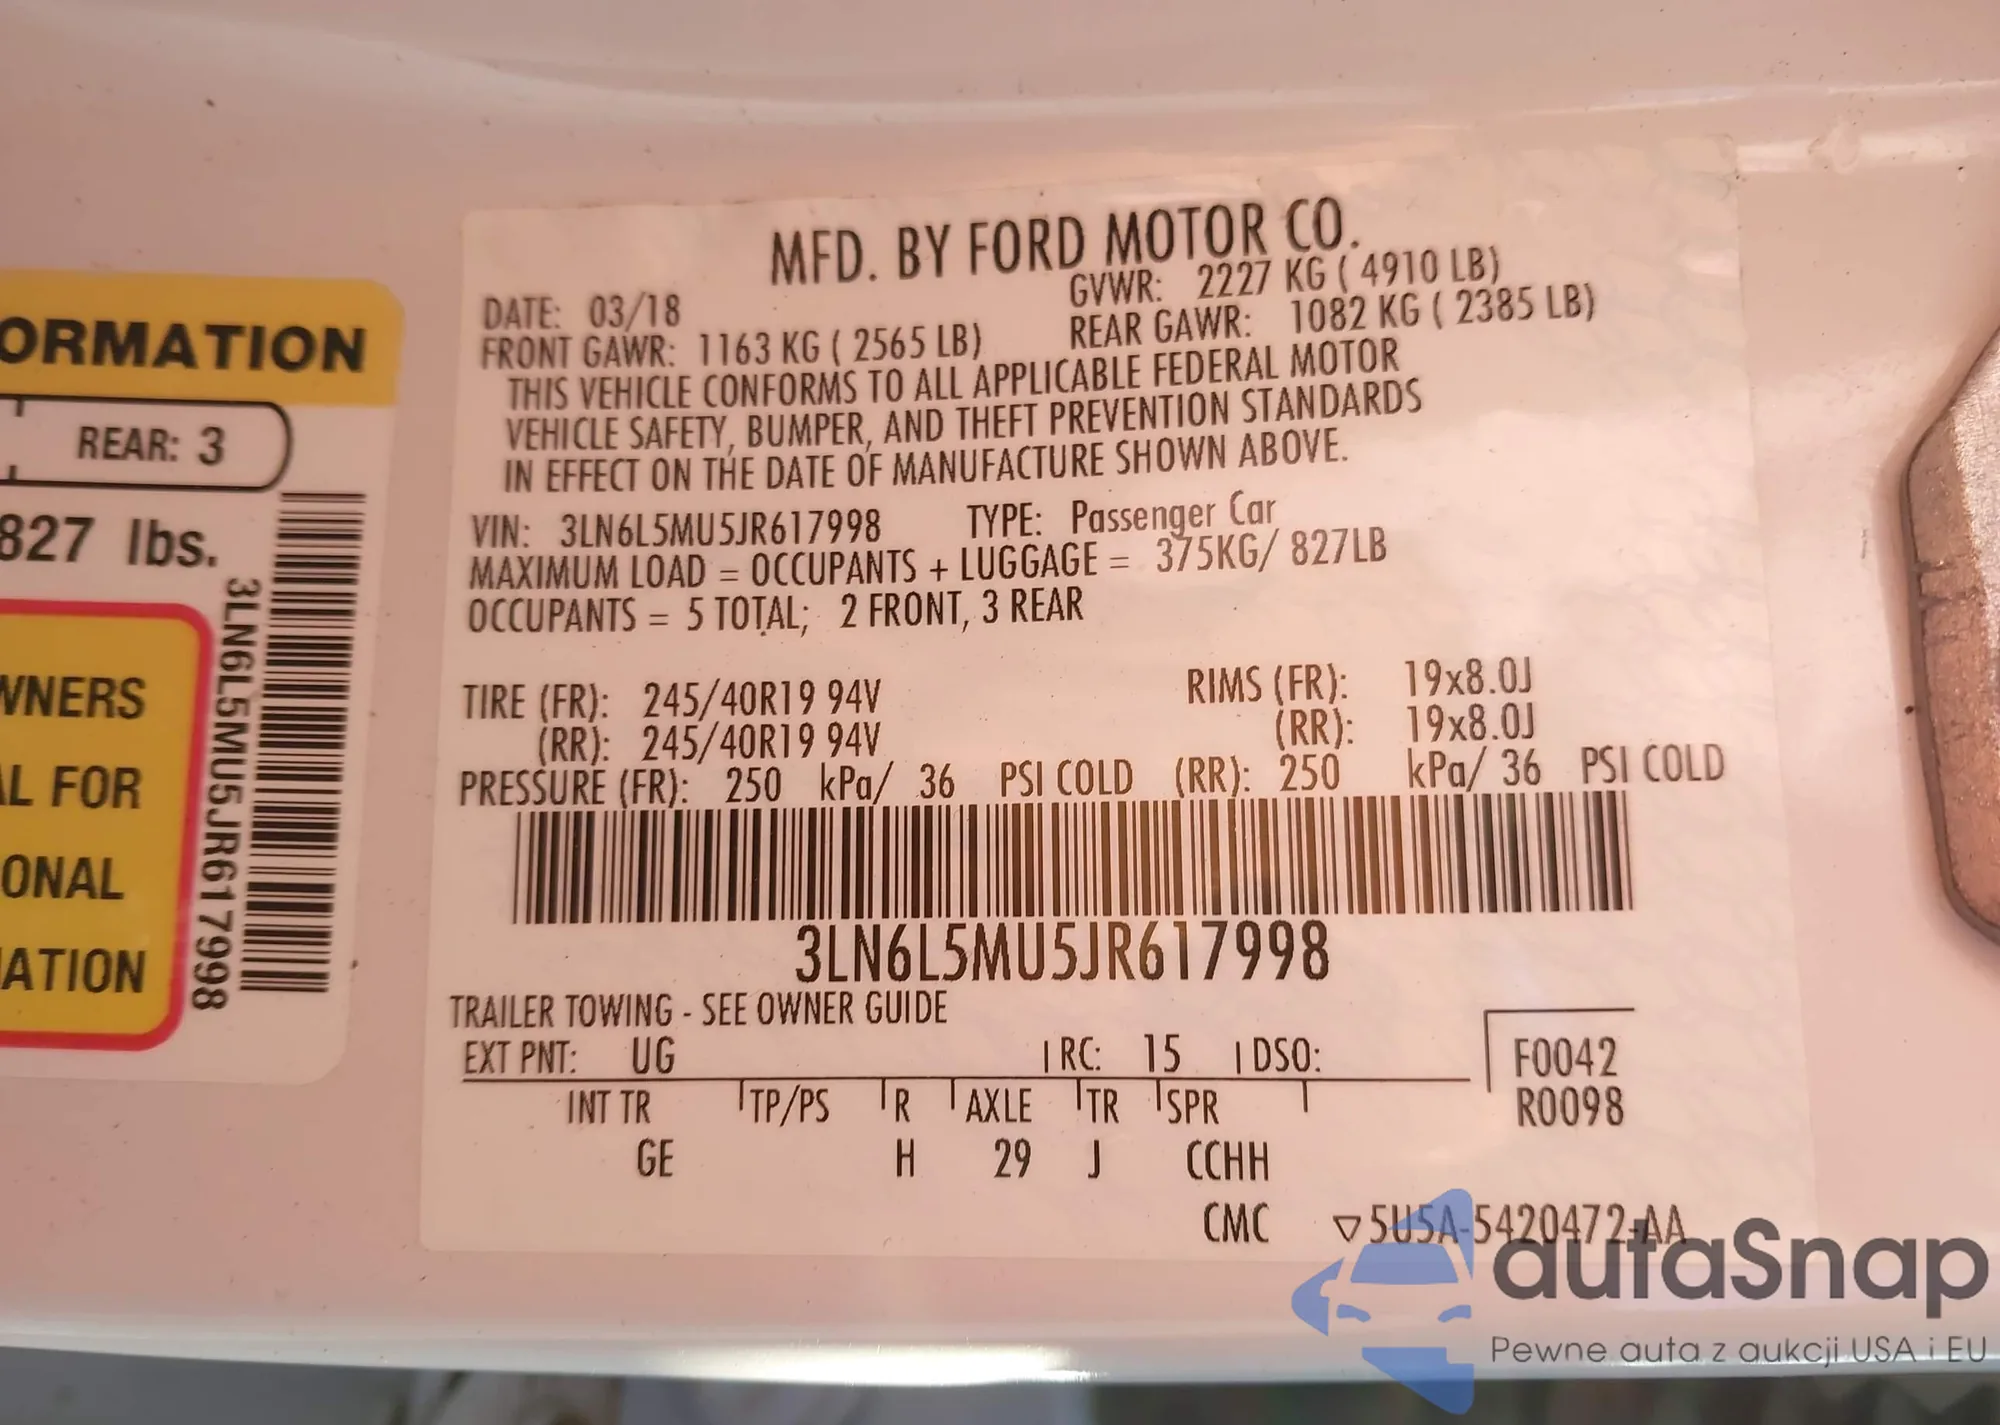 ORMATION
REAR: 3
827 lbs.
WNERS
AL FOR
ONAL
ATION
3LN6L5MU5JR617998
MFD. BY FORD MOTOR CO.
DATE: 03/18 GVWR: 2227 KG ( 4910 LB)
FRONT GAWR: 1163 KG ( 2565 LB) REAR GAWR: 1082 KG ( 2385 LB)
THIS VEHICLE CONFORMS TO ALL APPLICABLE FEDERAL MOTOR
VEHICLE SAFETY, BUMPER, AND THEFT PREVENTION STANDARDS
IN EFFECT ON THE DATE OF MANUFACTURE SHOWN ABOVE.
VIN: 3LN6L5MU5JR617998 TYPE: Passenger Car
MAXIMUM LOAD = OCCUPANTS + LUGGAGE = 375KG/ 827LB
OCCUPANTS = 5 TOTAL; 2 FRONT, 3 REAR
TIRE (FR): 245/40R19 94V RIMS (FR): 19x8.0J
(RR): 245/40R19 94V (RR): 19x8.0J
PRESSURE (FR): 250 kPa/ 36 PSI COLD (RR): 250 kPa/ 36 PSI COLD
3LN6L5MU5JR617998
TRAILER TOWING - SEE OWNER GUIDE
EXT PNT: UG RC: 15 DSO: F0042
INT TR TP/PS R AXLE TR SPR R0098
GE H 29 J CCHH
CMC ▽5U5A-5420472-AA
autaSnap
Pewne auta z aukcji USA i EU